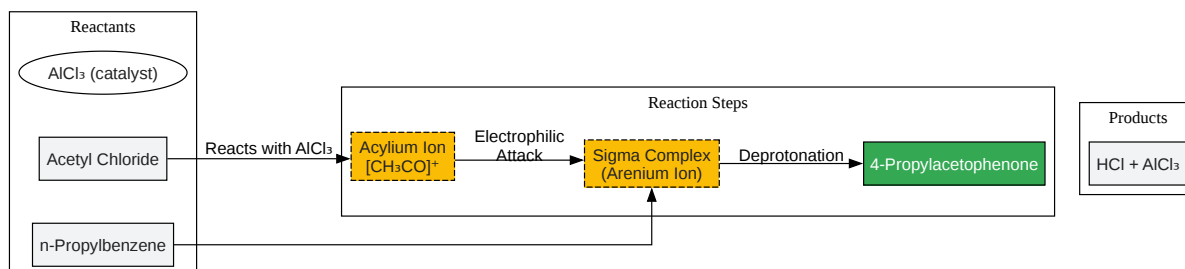 Reactants
AlCl₃ (catalyst)
Acetyl Chloride
n-Propylbenzene
Reacts with AlCl₃
Reaction Steps
Acylium Ion
[CH₃CO]⁺
Electrophilic
Attack
Sigma Complex
(Arenium Ion)
Deprotonation
4-Propylacetophenone
Products
HCl + AlCl₃